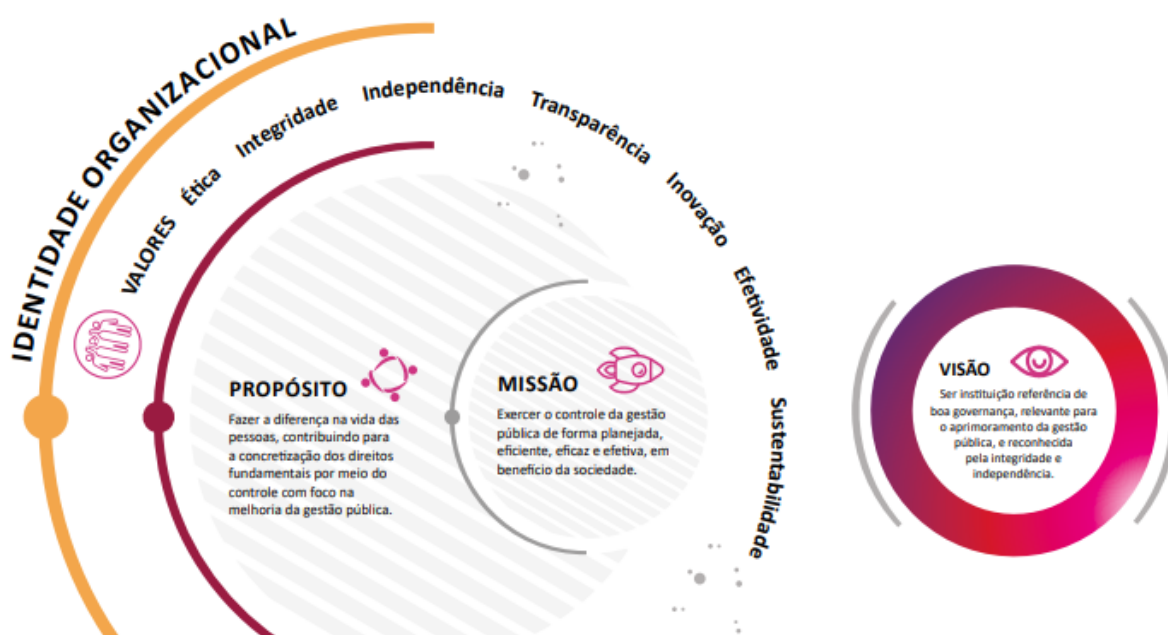 IDENTIDADE ORGANIZACIONAL
VALORES Ética Integridade Independência Transparência Inovação Efetividade Sustentabilidade
PROPÓSITO
Fazer a diferença na vida das
pessoas, contribuindo para
a concretização dos direitos
fundamentais por meio do
controle com foco na
melhoria da gestão pública.
MISSÃO
Exercer o controle da gestão
pública de forma planejada,
eficiente, eficaz e efetiva, em
benefício da sociedade.
VISÃO
Ser instituição referência de
boa governança, relevante para
o aprimoramento da gestão
pública, e reconhecida
pela integridade e
independência.